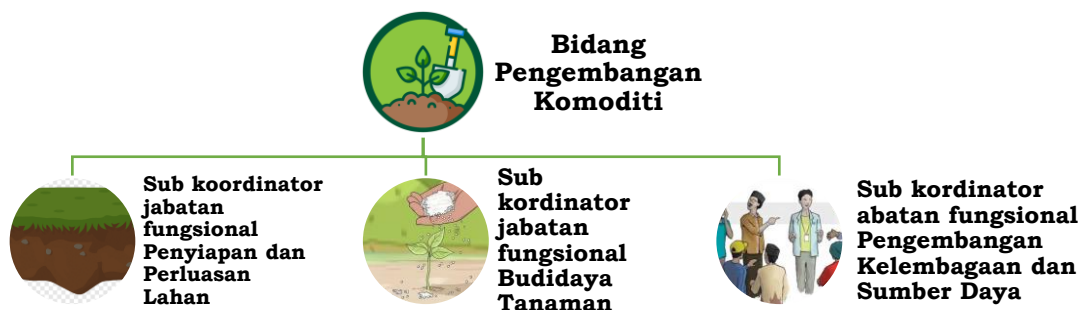 Bidang
Pengembangan
Komoditi
Sub koordinator
jabatan
fungsional
Penyiapan dan
Perluasan
Lahan
Sub
kordinator
jabatan
fungsional
Budidaya
Tanaman
Sub kordinator
abatan fungsional
Pengembangan
Kelembagaan dan
Sumber Daya